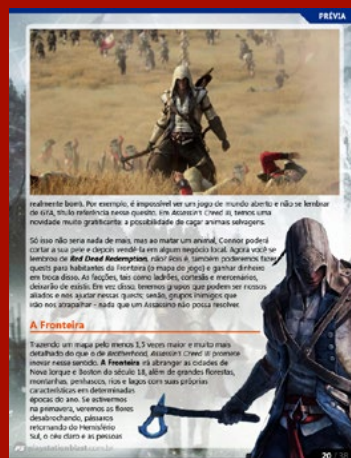 PRÉVIA
realmente bom). Por exemplo, é impossível ver um jogo de mundo aberto e não se lembrar
de GTA, título referência nesse quesito. Em Assassin's Creed III, temos uma
novidade muito gratificante: a possibilidade de caçar animais selvagens.
Só isso não seria nada de mais, mas ao matar um animal, Connor poderá
cortar a sua pele e depois vendê-la em algum negócio local. Agora você se
lembrou de Red Dead Redemption, não? Pois é, também poderemos fazer
quests para habitantes da Fronteira (o mapa do jogo) e ganhar dinheiro
em troca disso. As facções, tais como ladrões, cortesãs e mercenários,
deixarão de existir. Em vez disso, teremos grupos que podem ser nossos
aliados e nos ajudar nessas quests; senão, grupos inimigos que
irão nos atrapalhar - nada que um Assassino não possa resolver.
A Fronteira
Trazendo um mapa pelo menos 1,5 vezes maior e muito mais
detalhado do que o de Brotherhood, Assassin's Creed III promete
inovar nesse sentido. A Fronteira irá abranger as cidades de
Nova Iorque e Boston do século 18, além de grandes florestas,
montanhas, penhascos, rios e lagos com suas próprias
características em determinadas
épocas do ano. Se estivermos
na primavera, veremos as flores
desabrochando, pássaros
retornando do Hemisfério
Sul, o céu claro e as pessoas
playstationblast.com.br
20 / 38